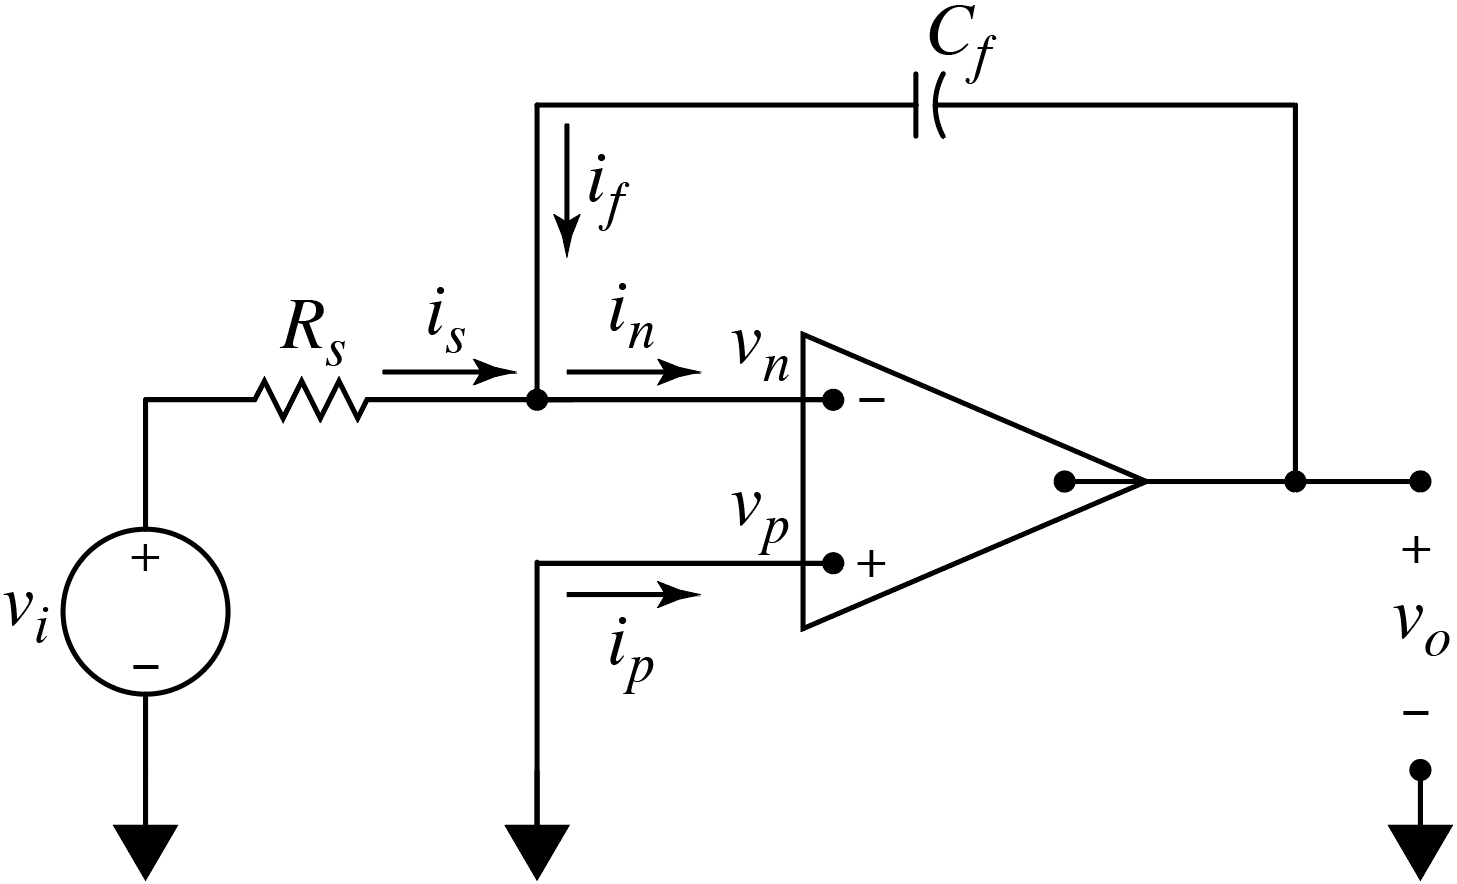 C_f
i_f
R_s
i_s
i_n
v_n
−
v_p
+
+
v_i
−
i_p
+
v_o
−